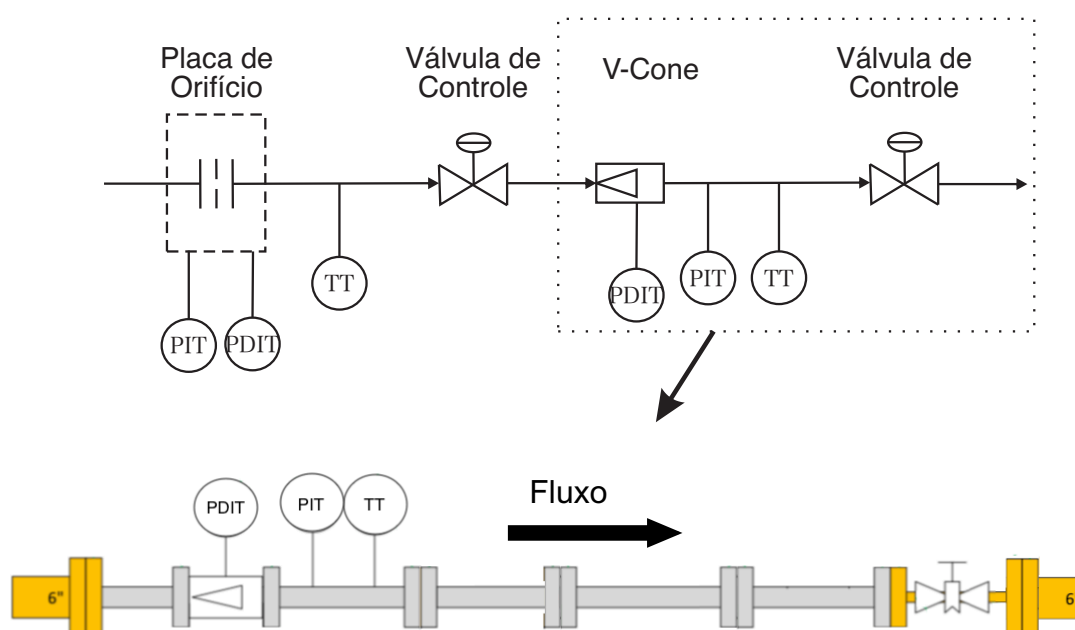 Placa de
Orifício
Válvula de
Controle
V-Cone
Válvula de
Controle
TT
PIT
PDIT
PDIT
PIT
TT
Fluxo
PDIT
PIT
TT
6"
6